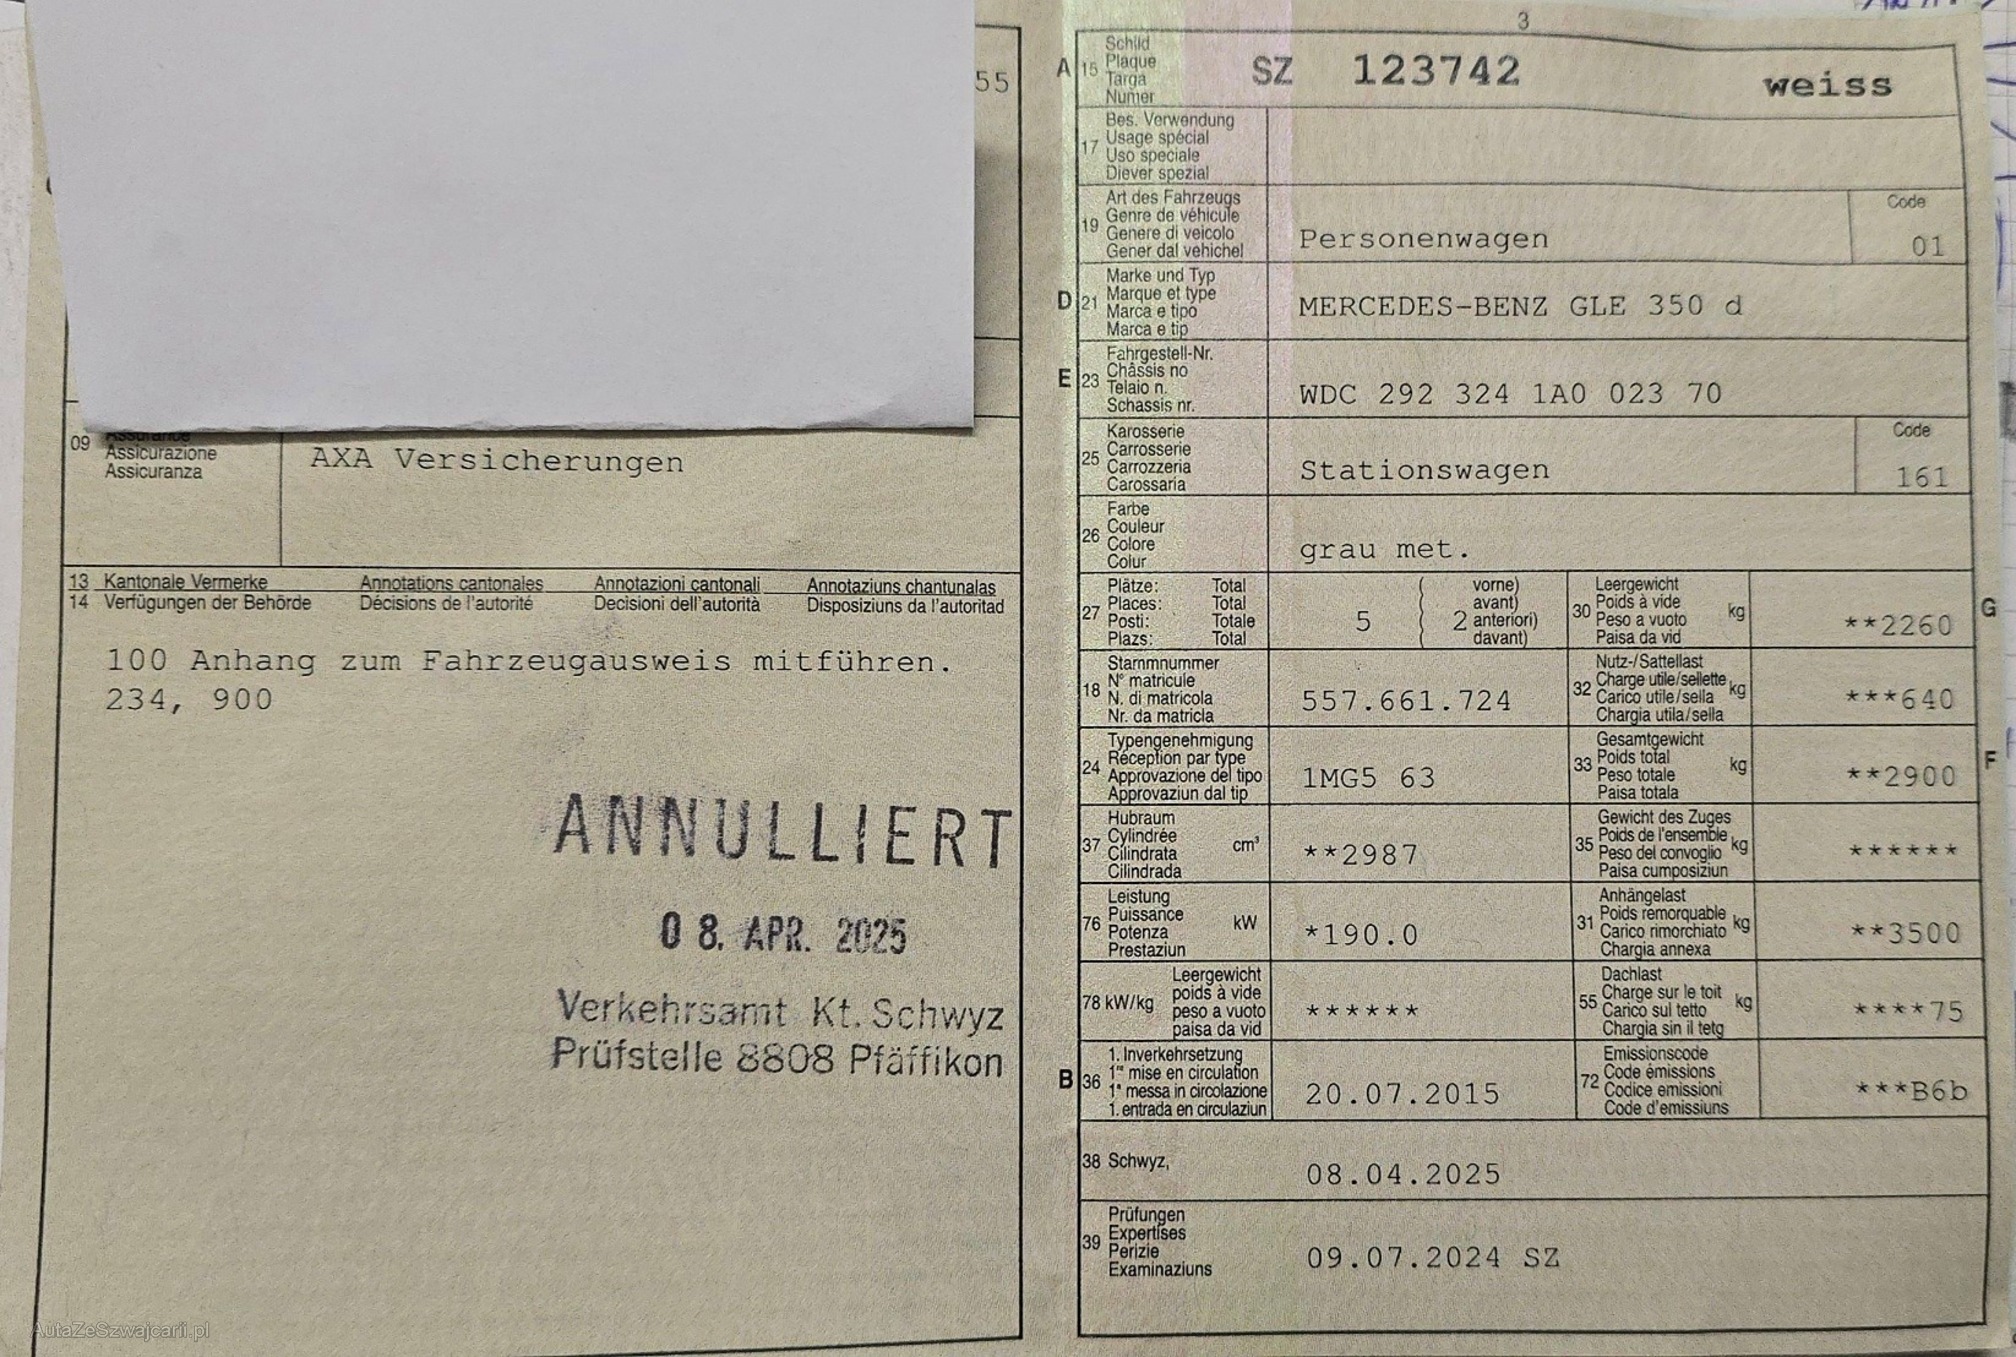 55
Assurance
09 Assicurazione
Assicuranza
AXA Versicherungen
13 Kantonale Vermerke Annotations cantonales Annotazioni cantonali Annotaziuns chantunalas
14 Verfügungen der Behörde Décisions de l'autorité Decisioni dell'autorità Disposiziuns da l'autoritad
100 Anhang zum Fahrzeugausweis mitführen.
234, 900
ANNULLIERT
08. APR. 2025
Verkehrsamt Kt. Schwyz
Prüfstelle 8808 Pfäffikon
AutaZeSzwajcarii.pl
3
A 15 Schild
Plaque
Targa
Numer
SZ 123742 weiss
17 Bes. Verwendung
Usage spécial
Uso speciale
Diever spezial
19 Art des Fahrzeugs
Genre de véhicule
Genere di veicolo
Gener dal vehichel
Personenwagen
Code
01
D 21 Marke und Typ
Marque et type
Marca e tipo
Marca e tip
MERCEDES-BENZ GLE 350 d
E 23 Fahrgestell-Nr.
Châssis no
Telaio n.
Schassis nr.
WDC 292 324 1A0 023 70
25 Karosserie
Carrosserie
Carrozzeria
Carossaria
Stationswagen
Code
161
26 Farbe
Couleur
Colore
Colur
grau met.
27 Plätze: Total
Places: Total
Posti: Totale
Plazs: Total
5
( vorne)
( avant)
( 2 anteriori)
( davant)
30 Leergewicht
Poids à vide
Peso a vuoto
Paisa da vid
kg
**2260
G
18 Stammnummer
N° matricule
N. di matricola
Nr. da matricla
557.661.724
32 Nutz-/Sattellast
Charge utile/sellette
Carico utile/sella
Chargia utila/sella
kg
***640
24 Typengenehmigung
Réception par type
Approvazione del tipo
Approvaziun dal tip
1MG5 63
33 Gesamtgewicht
Poids total
Peso totale
Paisa totala
kg
**2900
F
37 Hubraum
Cylindrée
Cilindrata
Cilindrada
cm³
**2987
35 Gewicht des Zuges
Poids de l'ensemble
Peso del convoglio
Paisa cumposiziun
kg
******
76 Leistung
Puissance
Potenza
Prestaziun
kW
*190.0
31 Anhängelast
Poids remorquable
Carico rimorchiato
Chargia annexa
kg
**3500
78 kW/kg
Leergewicht
poids à vide
peso a vuoto
paisa da vid
******
55 Dachlast
Charge sur le toit
Carico sul tetto
Chargia sin il tetg
kg
****75
B 36 1. Inverkehrsetzung
1re mise en circulation
1a messa in circolazione
1. entrada en circulaziun
20.07.2015
72 Emissionscode
Code émissions
Codice emissioni
Code d'emissiuns
***B6b
38 Schwyz,
08.04.2025
39 Prüfungen
Expertises
Perizie
Examinaziuns
09.07.2024 SZ